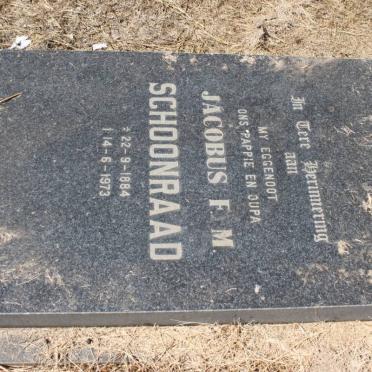 In Tere Herinnering
aan
MY EGGENOOT
ONS PAPPIE EN OUPA
JACOBUS F. M.
SCHOONRAAD
* 22-9-1884
† 14-6-1973